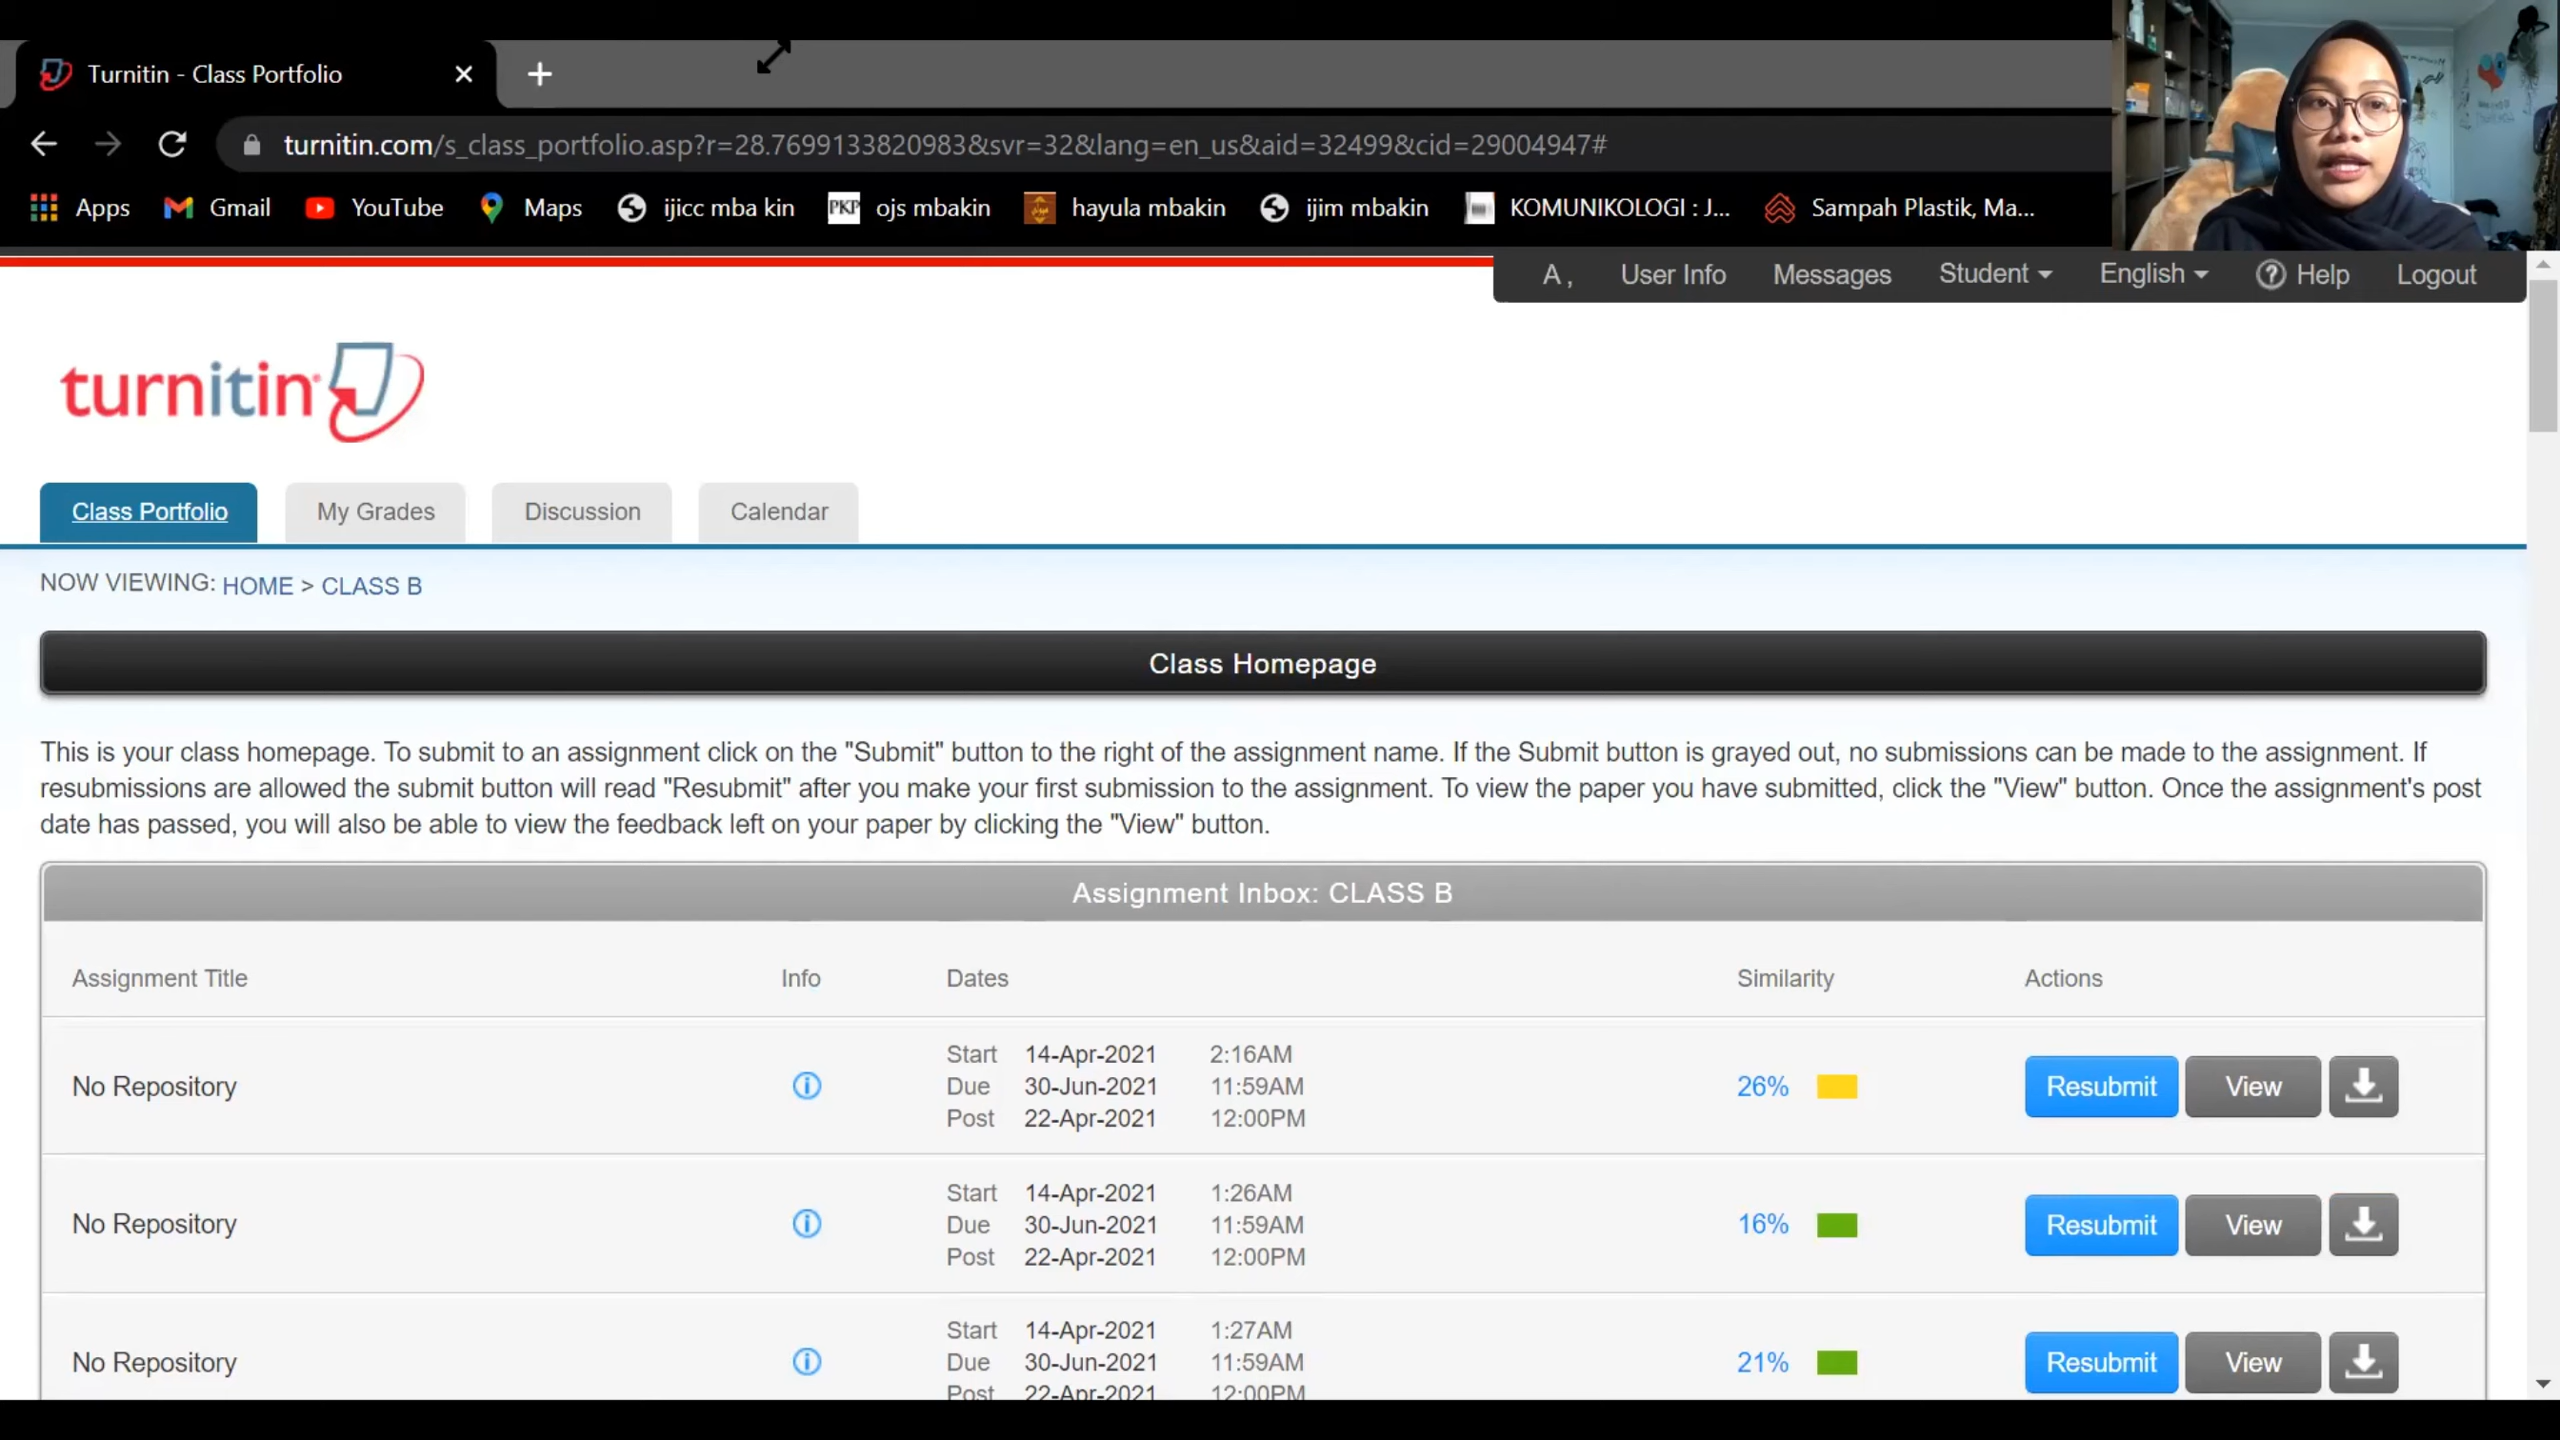 Turnitin - Class Portfolio
turnitin.com/s_class_portfolio.asp?r=28.7699133820983&svr=32&lang=en_us&aid=32499&cid=29004947#
Apps Gmail YouTube Maps ijicc mba kin PKP ojs mbakin hayula mbakin ijim mbakin KOMUNIKOLOGI : J... Sampah Plastik, Ma...
A , User Info Messages Student English Help Logout
turnitin
Class Portfolio My Grades Discussion Calendar
NOW VIEWING: HOME > CLASS B
Class Homepage
This is your class homepage. To submit to an assignment click on the "Submit" button to the right of the assignment name. If the Submit button is grayed out, no submissions can be made to the assignment. If
resubmissions are allowed the submit button will read "Resubmit" after you make your first submission to the assignment. To view the paper you have submitted, click the "View" button. Once the assignment's post
date has passed, you will also be able to view the feedback left on your paper by clicking the "View" button.
Assignment Inbox: CLASS B
Assignment Title Info Dates Similarity Actions
Start 14-Apr-2021 2:16AM
No Repository Due 30-Jun-2021 11:59AM 26% Resubmit View
Post 22-Apr-2021 12:00PM
Start 14-Apr-2021 1:26AM
No Repository Due 30-Jun-2021 11:59AM 16% Resubmit View
Post 22-Apr-2021 12:00PM
Start 14-Apr-2021 1:27AM
No Repository Due 30-Jun-2021 11:59AM 21% Resubmit View
Post 22-Apr-2021 12:00PM